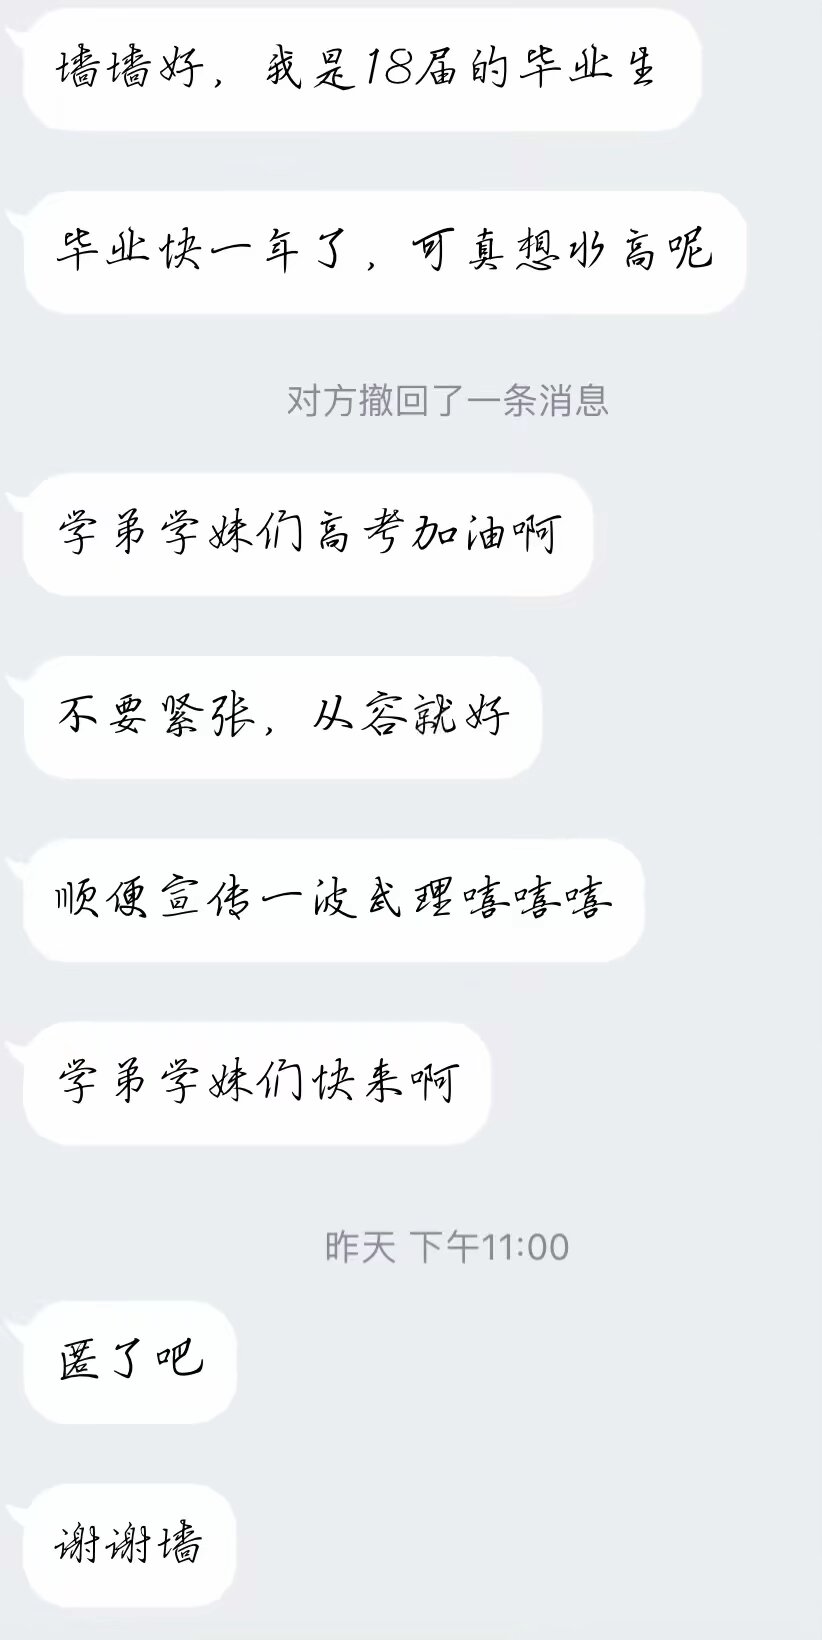 墙墙好，我是18届的毕业生
毕业快一年了，可真想水高呢
对方撤回了一条消息
学弟学妹们高考加油啊
不要紧张，从容就好
顺便宣传一波武理嘻嘻嘻
学弟学妹们快来啊
昨天 下午11:00
匿了吧
谢谢墙